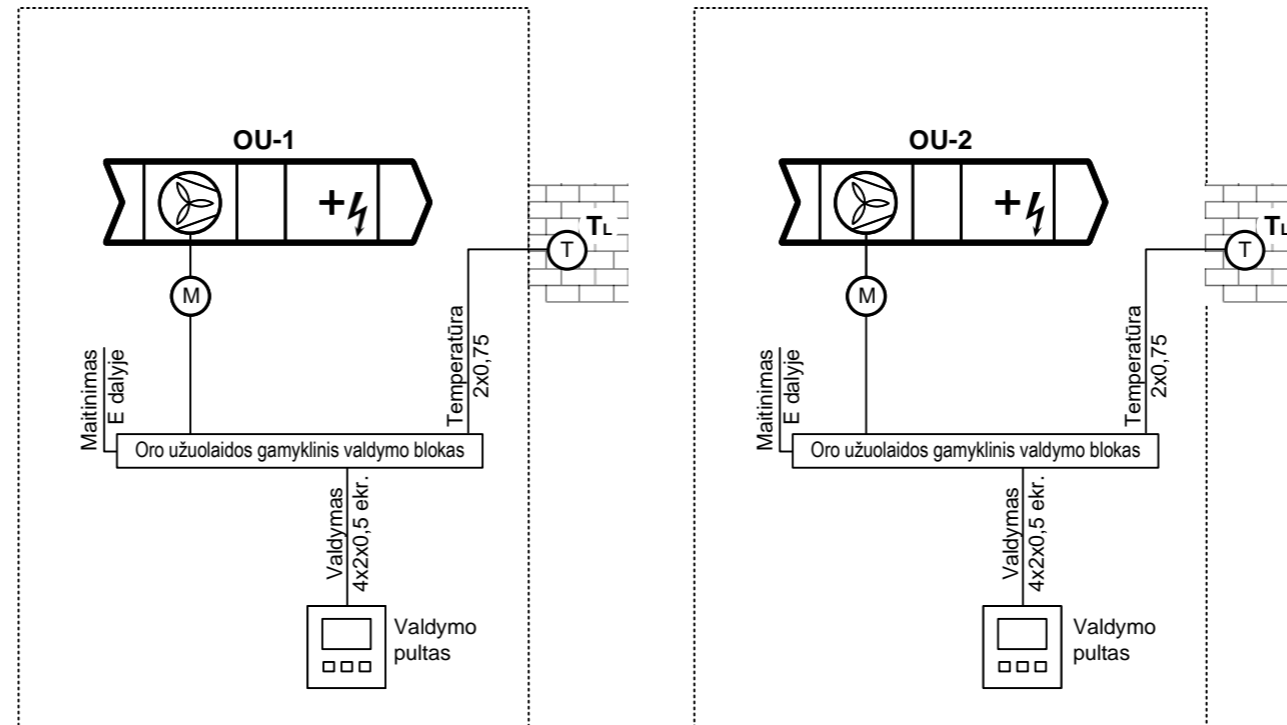 OU-1
TL
T
M
Maitinimas
E dalyje
Temperatūra
2x0,75
Oro užuolaidos gamyklinis valdymo blokas
Valdymas
4x2x0,5 ekr.
Valdymo
pultas
OU-2
TL
T
M
Maitinimas
E dalyje
Temperatūra
2x0,75
Oro užuolaidos gamyklinis valdymo blokas
Valdymas
4x2x0,5 ekr.
Valdymo
pultas